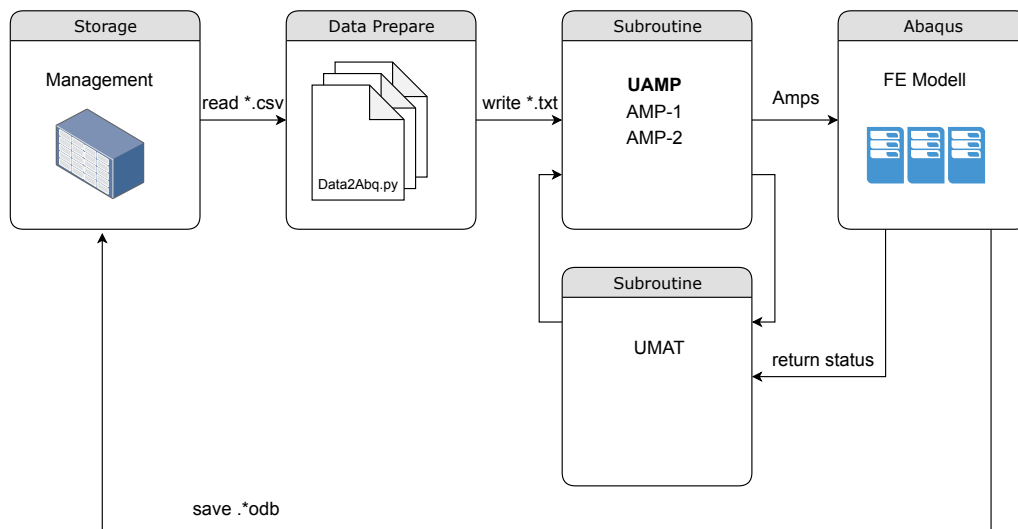 Storage
Management
read *.csv
Data Prepare
Data2Abq.py
write *.txt
Subroutine
UAMP
AMP-1
AMP-2
Amps
Abaqus
FE Modell
Subroutine
UMAT
return status
save .*odb